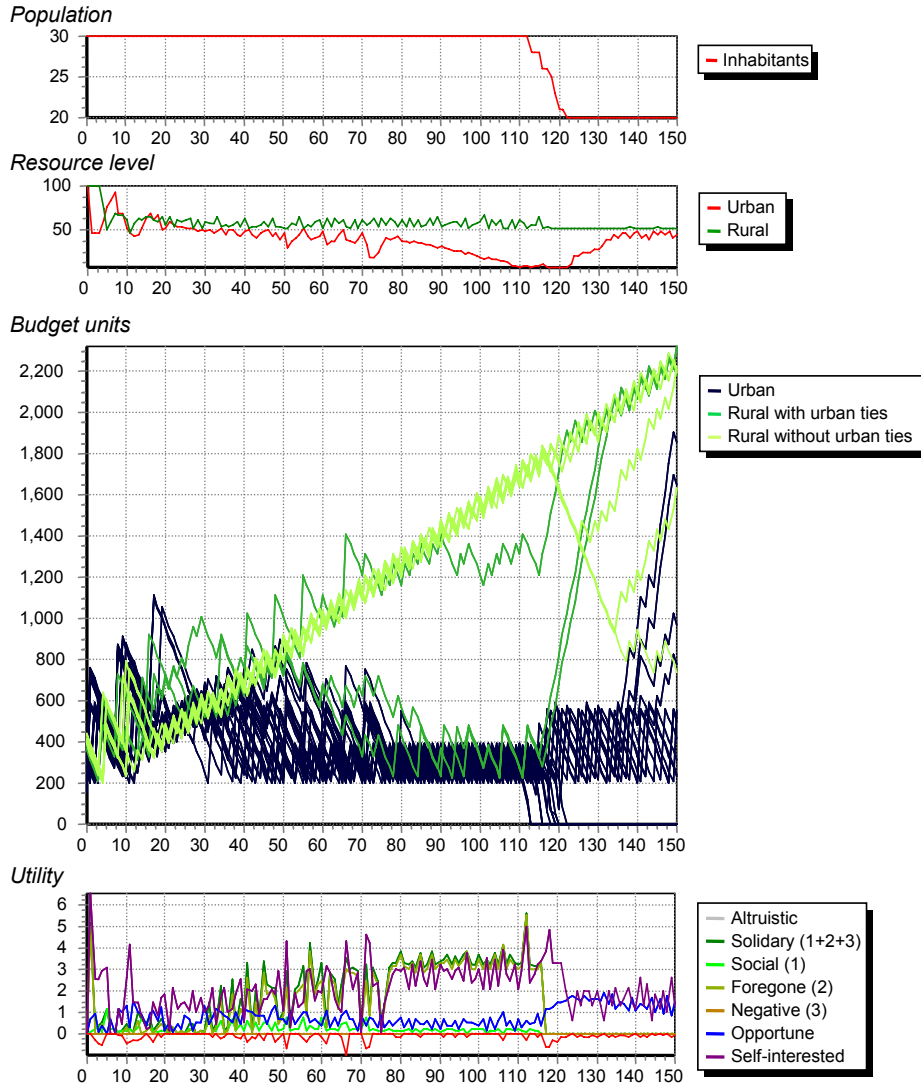 Population
30
25
20
0 10 20 30 40 50 60 70 80 90 100 110 120 130 140 150
Inhabitants
Resource level
100
50
0 10 20 30 40 50 60 70 80 90 100 110 120 130 140 150
Urban
Rural
Budget units
2,200
2,000
1,800
1,600
1,400
1,200
1,000
800
600
400
200
0
0 10 20 30 40 50 60 70 80 90 100 110 120 130 140 150
Urban
Rural with urban ties
Rural without urban ties
Utility
6
5
4
3
2
1
0
0 10 20 30 40 50 60 70 80 90 100 110 120 130 140 150
Altruistic
Solidary (1+2+3)
Social (1)
Foregone (2)
Negative (3)
Opportune
Self-interested